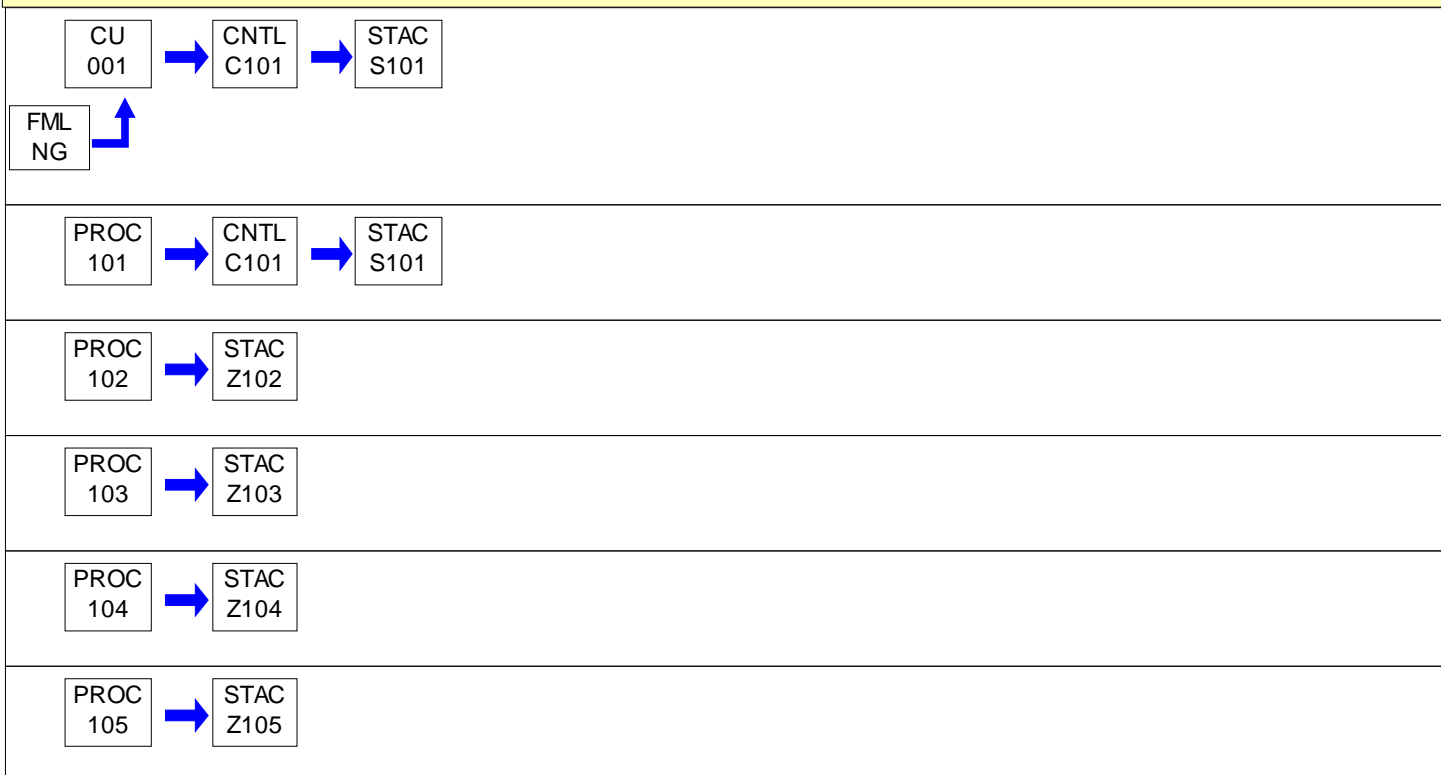 CU
001
CNTL
C101
STAC
S101
FML
NG
PROC
101
CNTL
C101
STAC
S101
PROC
102
STAC
Z102
PROC
103
STAC
Z103
PROC
104
STAC
Z104
PROC
105
STAC
Z105